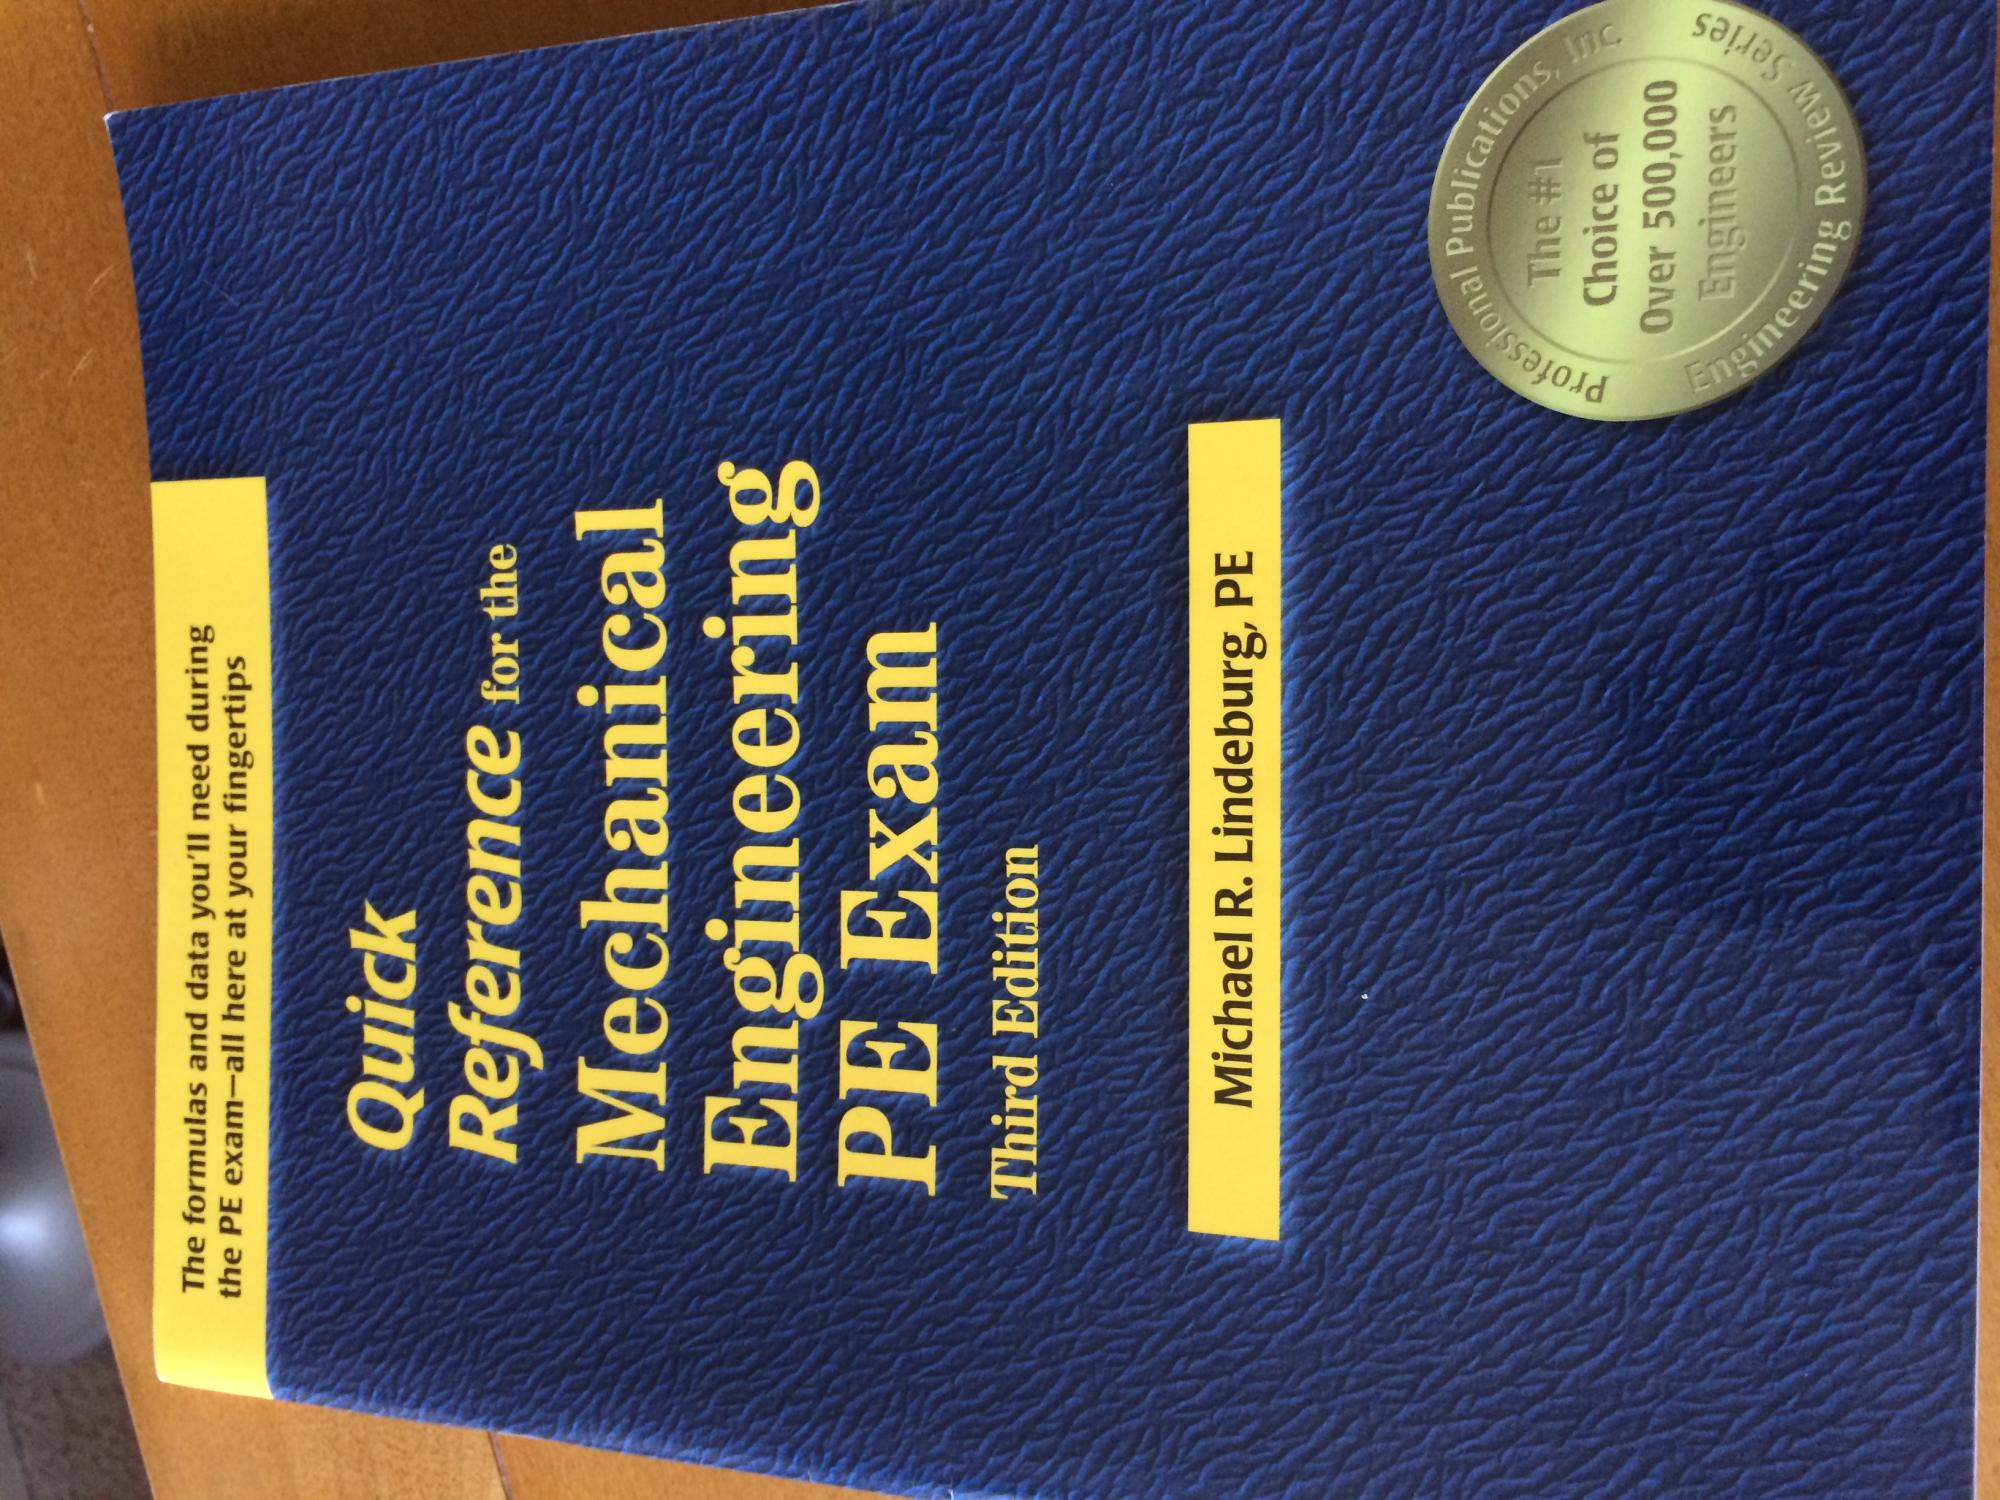 The formulas and data you'll need during
the PE exam—all here at your fingertips
Quick
Reference for the
Mechanical
Engineering
PE Exam
Third Edition
Michael R. Lindeburg, PE
Professional Publications, Inc.
The #1
Choice of
Over 500,000
Engineers
Engineering Review Series